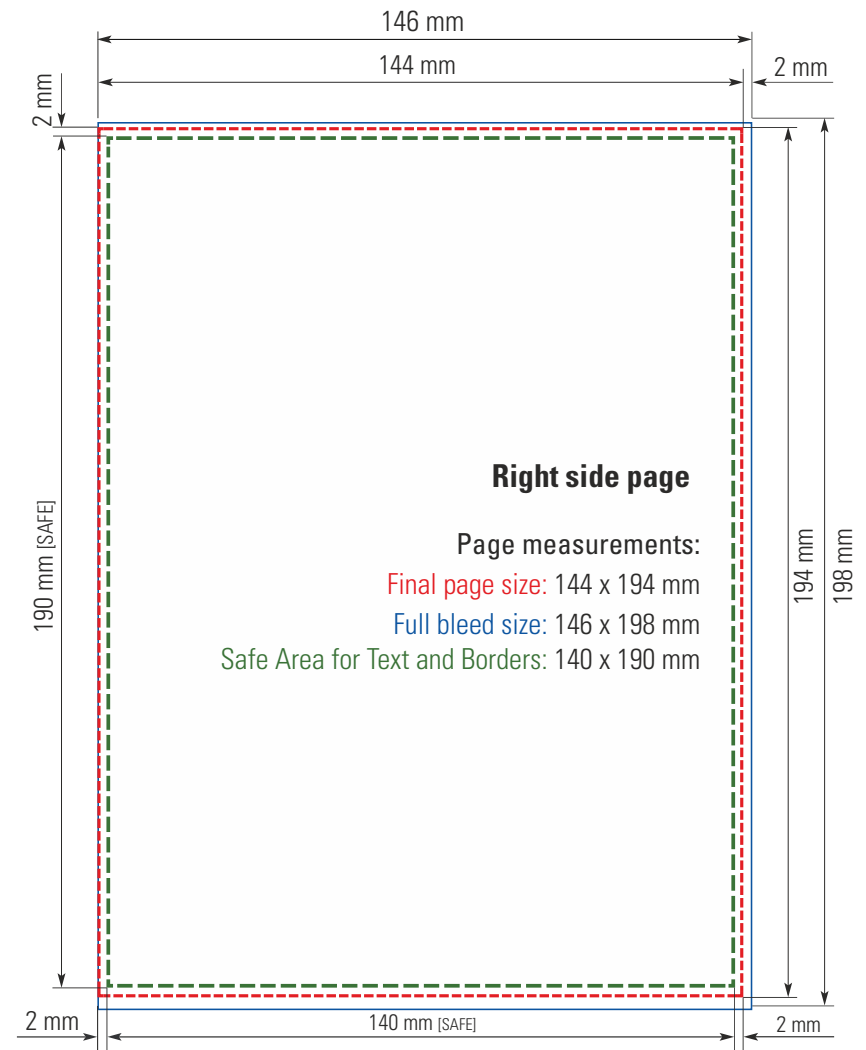 146 mm
144 mm
2 mm
2 mm
Right side page
Page measurements:
Final page size: 144 x 194 mm
Full bleed size: 146 x 198 mm
Safe Area for Text and Borders: 140 x 190 mm
190 mm [SAFE]
194 mm
198 mm
2 mm
140 mm [SAFE]
2 mm